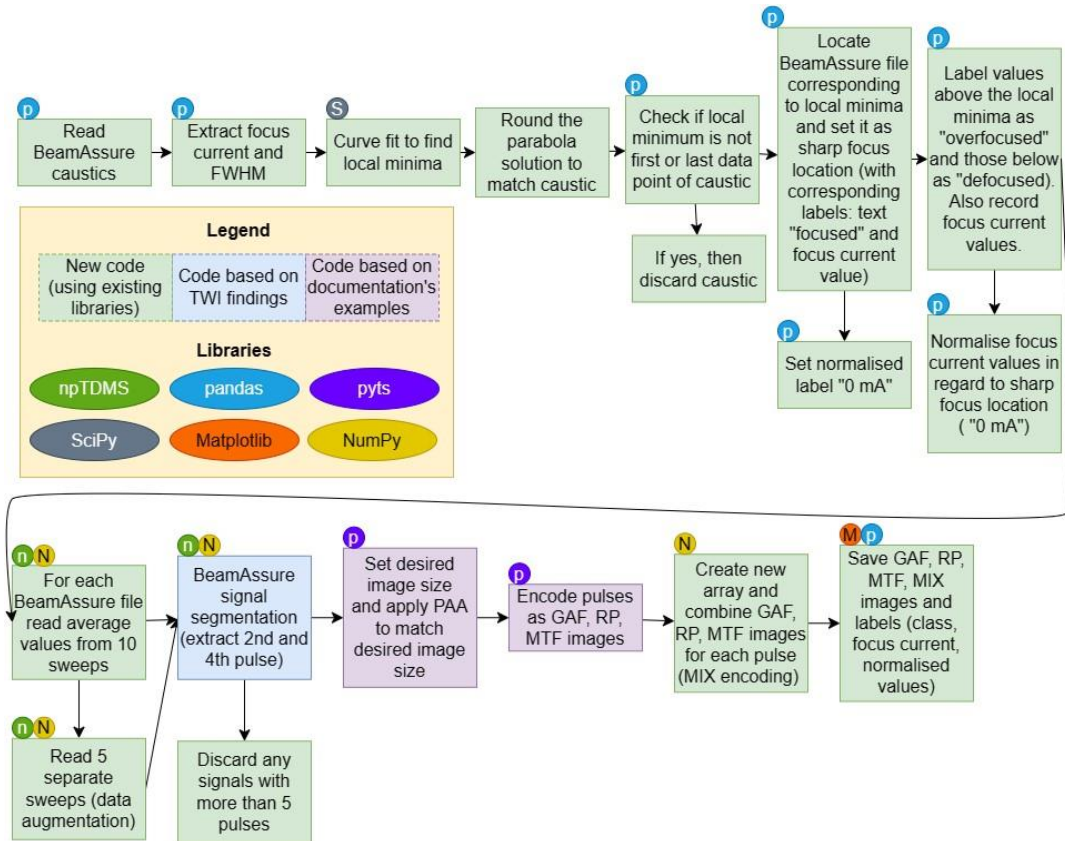 p
Read
BeamAssure
caustics
p
Extract focus
current and
FWHM
S
Curve fit to find
local minima
Round the
parabola
solution to
match caustic
p
Check if local
minimum is not
first or last data
point of caustic
If yes, then
discard caustic
p
Locate
BeamAssure file
corresponding
to local minima
and set it as
sharp focus
location (with
corresponding
labels: text
"focused" and
focus current
value)
p
Set normalised
label "0 mA"
p
Label values
above the local
minima as
"overfocused"
and those below
as "defocused).
Also record
focus current
values.
p
Normalise focus
current values in
regard to sharp
focus location
( "0 mA")
Legend
New code
(using existing
libraries)
Code based on
TWI findings
Code based on
documentation's
examples
Libraries
npTDMS
pandas
pyts
SciPy
Matplotlib
NumPy
n N
For each
BeamAssure file
read average
values from 10
sweeps
n N
Read 5
separate
sweeps (data
augmentation)
n N
BeamAssure
signal
segmentation
(extract 2nd and
4th pulse)
Discard any
signals with
more than 5
pulses
p
Set desired
image size
and apply PAA
to match
desired image
size
p
Encode pulses
as GAF, RP,
MTF images
N
Create new
array and
combine GAF,
RP, MTF images
for each pulse
(MIX encoding)
M p
Save GAF, RP,
MTF, MIX
images and
labels (class,
focus current,
normalised
values)